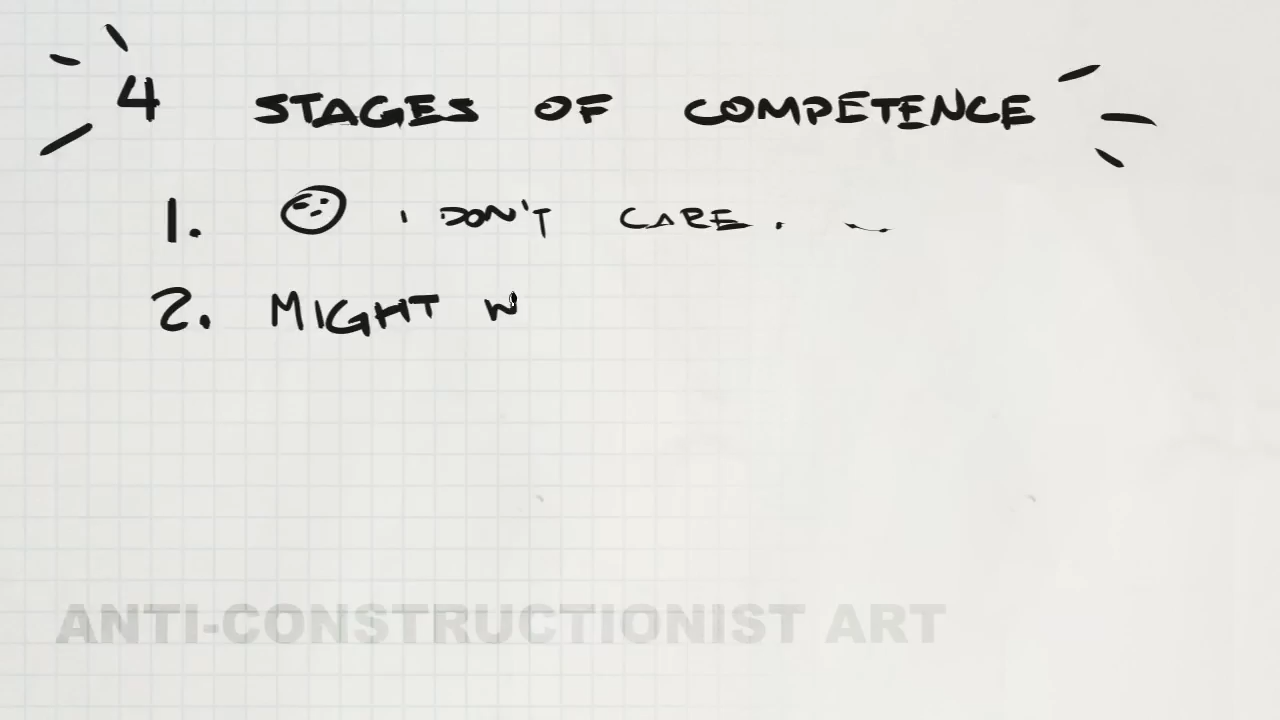 4 STAGES OF COMPETENCE
1. I DON'T CARE.
2. MIGHT
ANTI-CONSTRUCTIONIST ART